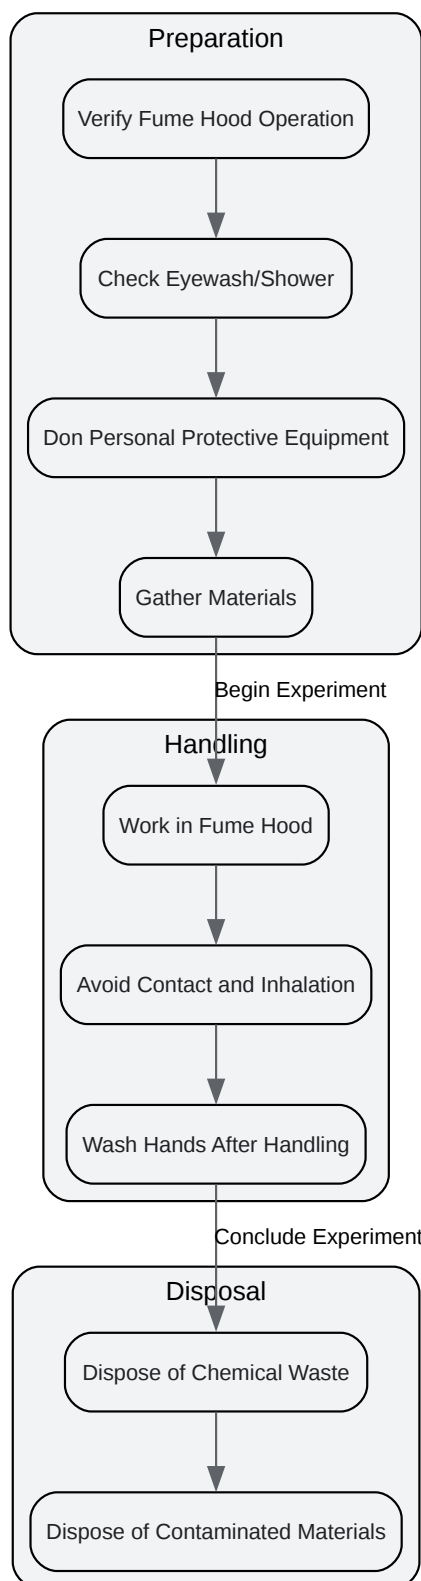 Preparation
Verify Fume Hood Operation
Check Eyewash/Shower
Don Personal Protective Equipment
Gather Materials
Begin Experiment
Handling
Work in Fume Hood
Avoid Contact and Inhalation
Wash Hands After Handling
Conclude Experiment
Disposal
Dispose of Chemical Waste
Dispose of Contaminated Materials